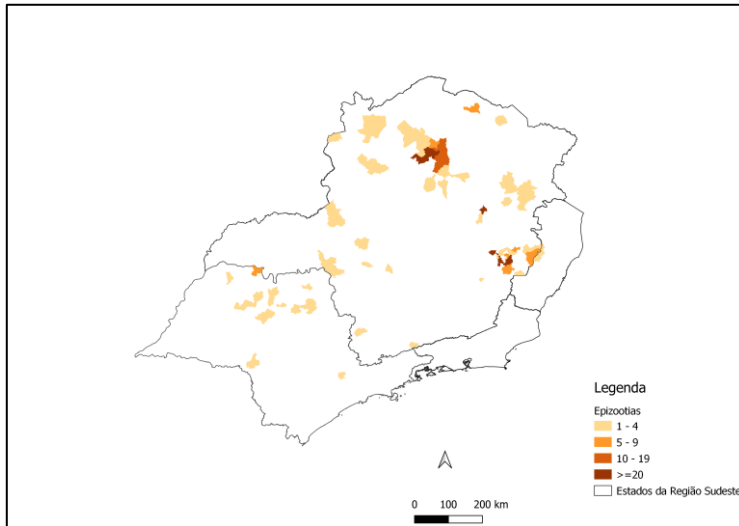 Legenda
Epizootias
1 - 4
5 - 9
10 - 19
>=20
Estados da Região Sudeste
0 100 200 km